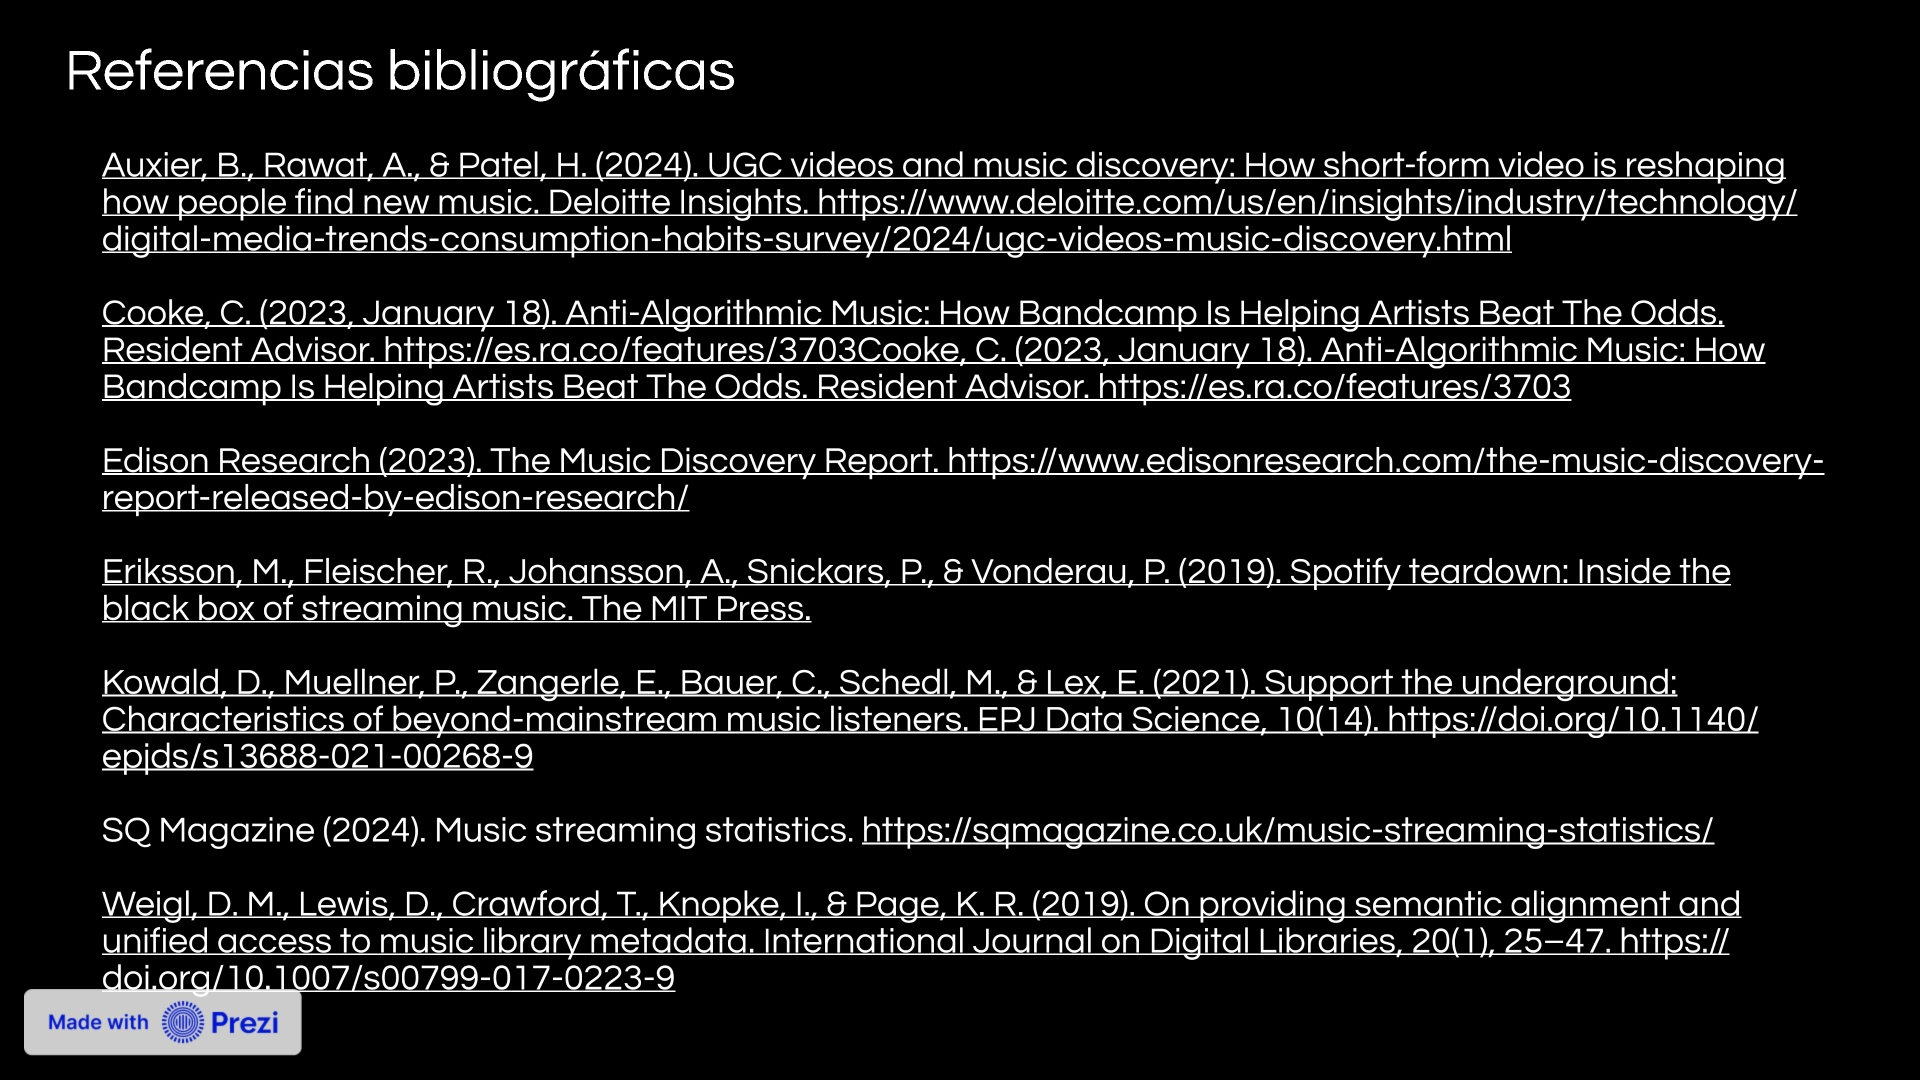 Referencias bibliográficas
Auxier, B., Rawat, A., & Patel, H. (2024). UGC videos and music discovery: How short-form video is reshaping
how people find new music. Deloitte Insights. https://www.deloitte.com/us/en/insights/industry/technology/
digital-media-trends-consumption-habits-survey/2024/ugc-videos-music-discovery.html
Cooke, C. (2023, January 18). Anti-Algorithmic Music: How Bandcamp Is Helping Artists Beat The Odds.
Resident Advisor. https://es.ra.co/features/3703Cooke, C. (2023, January 18). Anti-Algorithmic Music: How
Bandcamp Is Helping Artists Beat The Odds. Resident Advisor. https://es.ra.co/features/3703
Edison Research (2023). The Music Discovery Report. https://www.edisonresearch.com/the-music-discovery-
report-released-by-edison-research/
Eriksson, M., Fleischer, R., Johansson, A., Snickars, P., & Vonderau, P. (2019). Spotify teardown: Inside the
black box of streaming music. The MIT Press.
Kowald, D., Muellner, P., Zangerle, E., Bauer, C., Schedl, M., & Lex, E. (2021). Support the underground:
Characteristics of beyond-mainstream music listeners. EPJ Data Science, 10(14). https://doi.org/10.1140/
epjds/s13688-021-00268-9
SQ Magazine (2024). Music streaming statistics. https://sqmagazine.co.uk/music-streaming-statistics/
Weigl, D. M., Lewis, D., Crawford, T., Knopke, I., & Page, K. R. (2019). On providing semantic alignment and
unified access to music library metadata. International Journal on Digital Libraries, 20(1), 25–47. https://
doi.org/10.1007/s00799-017-0223-9
Made with Prezi